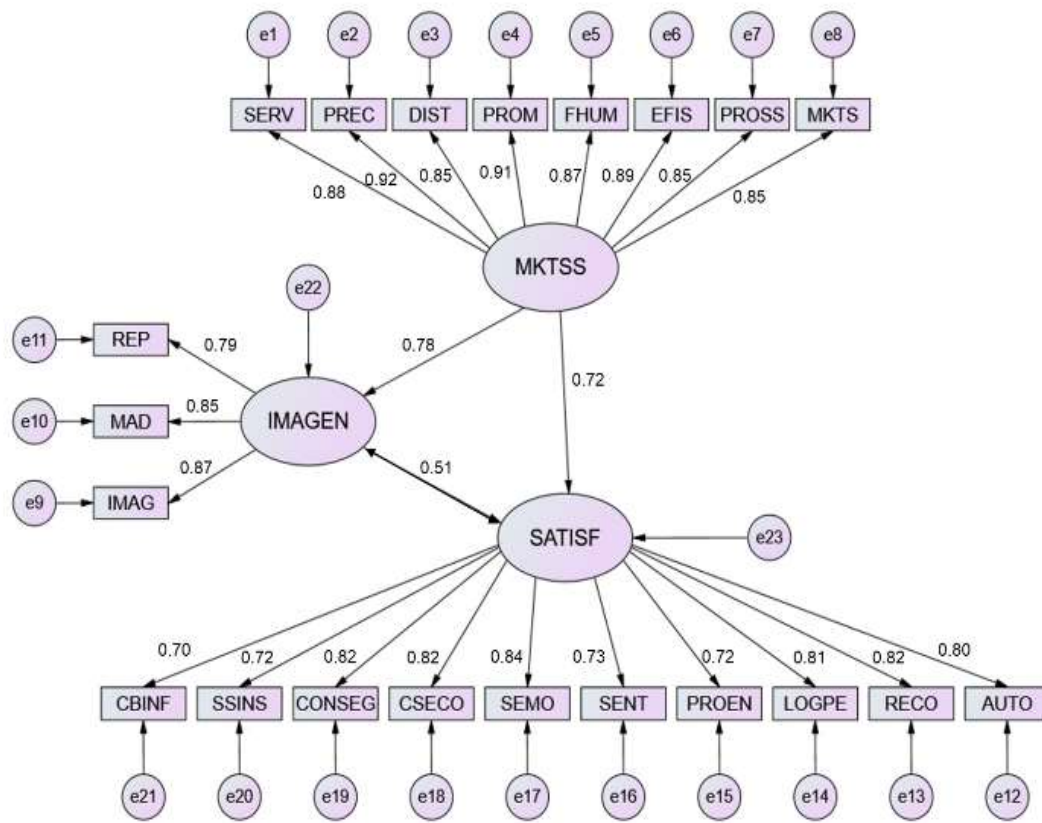 e1 e2 e3 e4 e5 e6 e7 e8
SERV PREC DIST PROM FHUM EFIS PROSS MKTS
0.88 0.92 0.85 0.91 0.87 0.89 0.85 0.85
MKTSS
e22
e11 REP
0.79 0.78
0.72
e10 MAD 0.85 IMAGEN
0.87 0.51
e9 IMAG
SATISF e23
0.70 0.72 0.82 0.82 0.84 0.73 0.72 0.81 0.82 0.80
CBINF SSINS CONSEG CSECO SEMO SENT PROEN LOGPE RECO AUTO
e21 e20 e19 e18 e17 e16 e15 e14 e13 e12